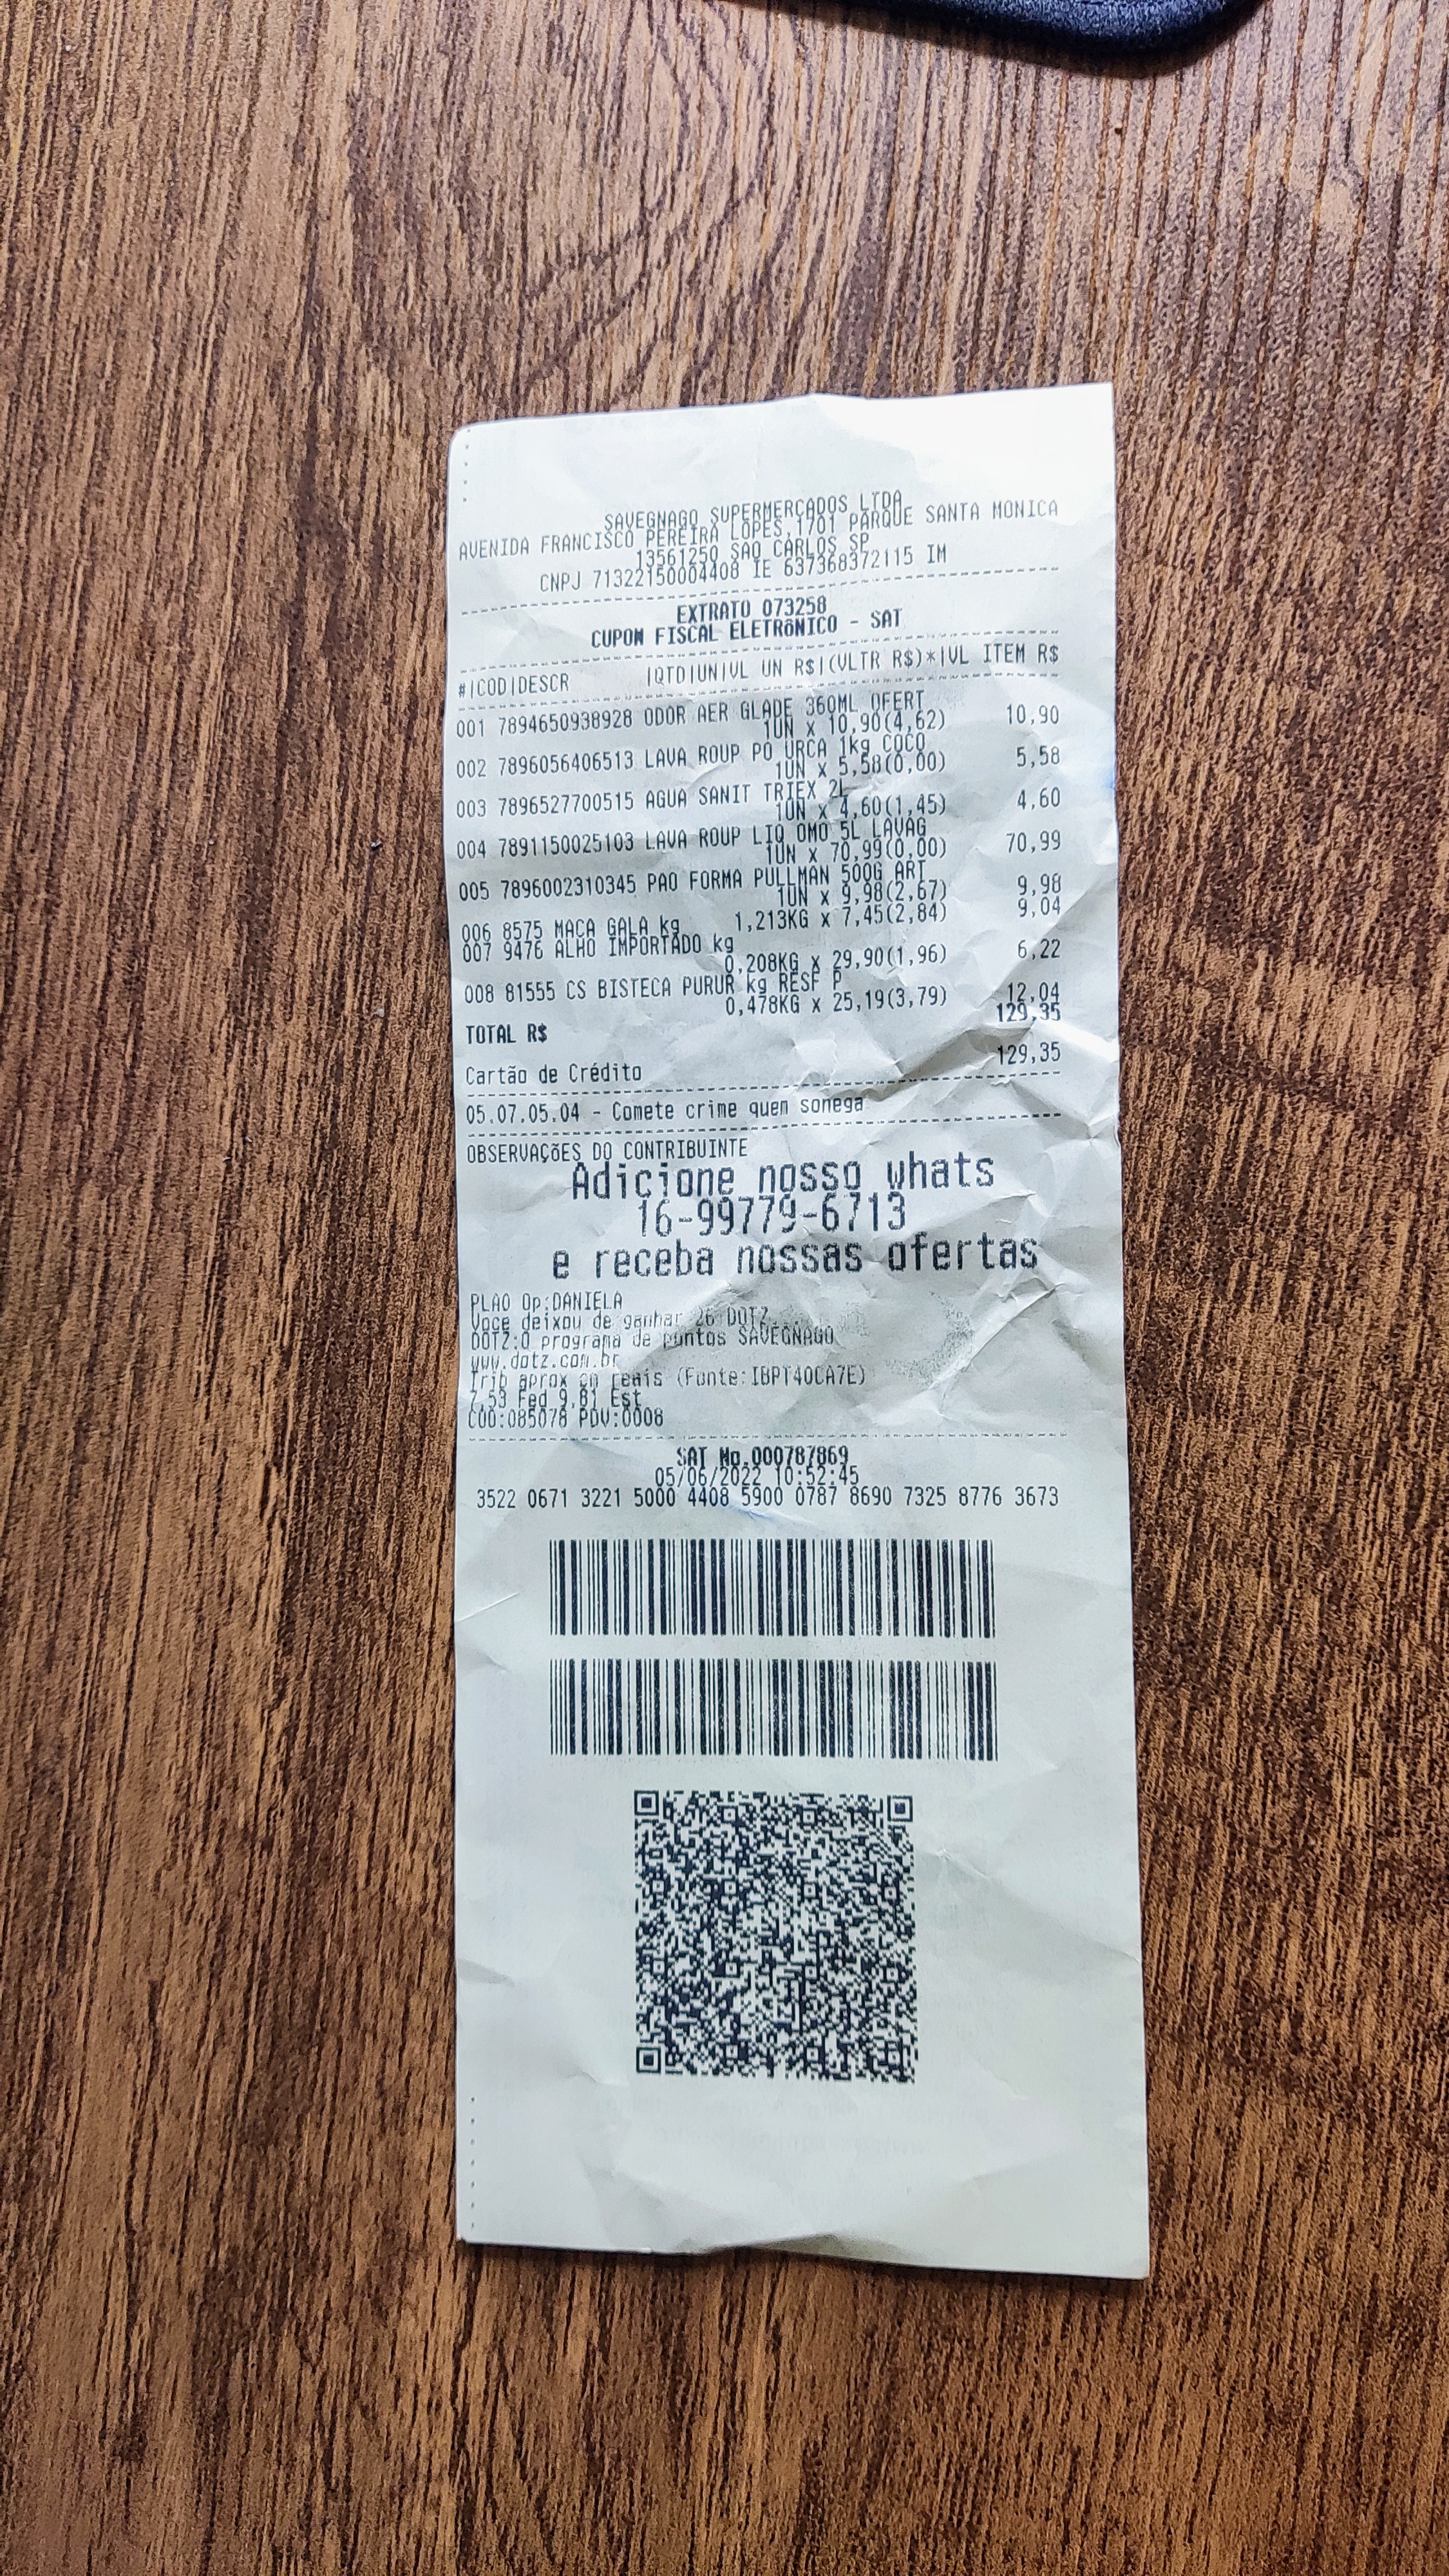 SAVEGNAGO SUPERMERCADOS LTDA
AVENIDA FRANCISCO PEREIRA LOPES,1701 PARQUE SANTA MONICA
13561250 SAO CARLOS SP
CNPJ 71322150004408 IE 637368372115 IM
EXTRATO 073258
CUPOM FISCAL ELETRôNICO - SAT
#|COD|DESCR |QTD|UN|VL UN R$|(VLTR R$)*|VL ITEM R$
001 7894650938928 ODOR AER GLADE 360ML OFERT
1UN x 10,90(4,62) 10,90
002 7896056406513 LAVA ROUP PO URCA 1kg COCO
1UN x 5,58(0,00) 5,58
003 7896527700515 AGUA SANIT TRIEX 2L
1UN x 4,60(1,45) 4,60
004 7891150025103 LAVA ROUP LIQ OMO 5L LAVAG
1UN x 70,99(0,00) 70,99
005 7896002310345 PAO FORMA PULLMAN 500G ART
1UN x 9,98(2,67) 9,98
006 8575 MACA GALA kg 1,213KG x 7,45(2,84) 9,04
007 9476 ALHO IMPORTADO kg
0,208KG x 29,90(1,96) 6,22
008 81555 CS BISTECA PURUR kg RESF P
0,478KG x 25,19(3,79) 12,04
TOTAL R$ 129,35
Cartão de Crédito 129,35
05.07.05.04 - Comete crime quem sonega
OBSERVAÇõES DO CONTRIBUINTE
Adicione nosso whats
16-99779-6713
e receba nossas ofertas
PLAO Op:DANIELA
Voce deixou de ganhar 26 DOTZ
DOTZ:O programa de pontos SAVEGNAGO
www.dotz.com.br
Trib aprox em reais (Fonte:IBPT40CA7E)
7,53 Fed 9,81 Est
COO:085078 PDV:0008
SAT No.000787869
05/06/2022 10:52:45
3522 0671 3221 5000 4408 5900 0787 8690 7325 8776 3673